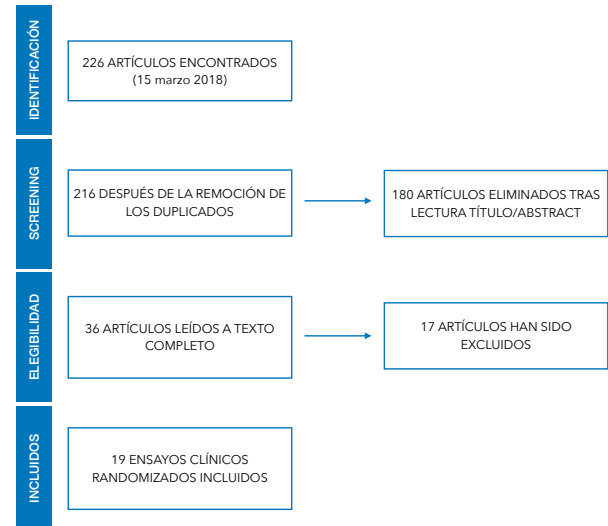 IDENTIFICACIÓN
226 ARTÍCULOS ENCONTRADOS
(15 marzo 2018)
SCREENING
216 DESPUÉS DE LA REMOCIÓN DE
LOS DUPLICADOS
180 ARTÍCULOS ELIMINADOS TRAS
LECTURA TÍTULO/ABSTRACT
ELEGIBILIDAD
36 ARTÍCULOS LEÍDOS A TEXTO
COMPLETO
17 ARTÍCULOS HAN SIDO
EXCLUIDOS
INCLUIDOS
19 ENSAYOS CLÍNICOS
RANDOMIZADOS INCLUIDOS